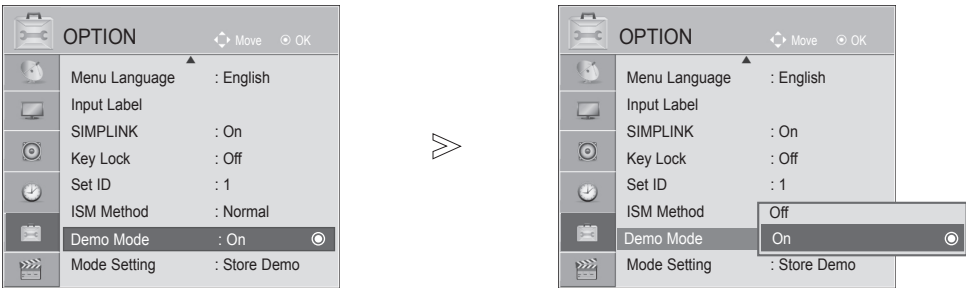 OPTION
Move OK
Menu Language : English
Input Label
SIMPLINK : On
Key Lock : Off
Set ID : 1
ISM Method : Normal
Demo Mode : On
Mode Setting : Store Demo
OPTION
Move OK
Menu Language : English
Input Label
SIMPLINK : On
Key Lock : Off
Set ID : 1
ISM Method
Off
Demo Mode
On
Mode Setting : Store Demo